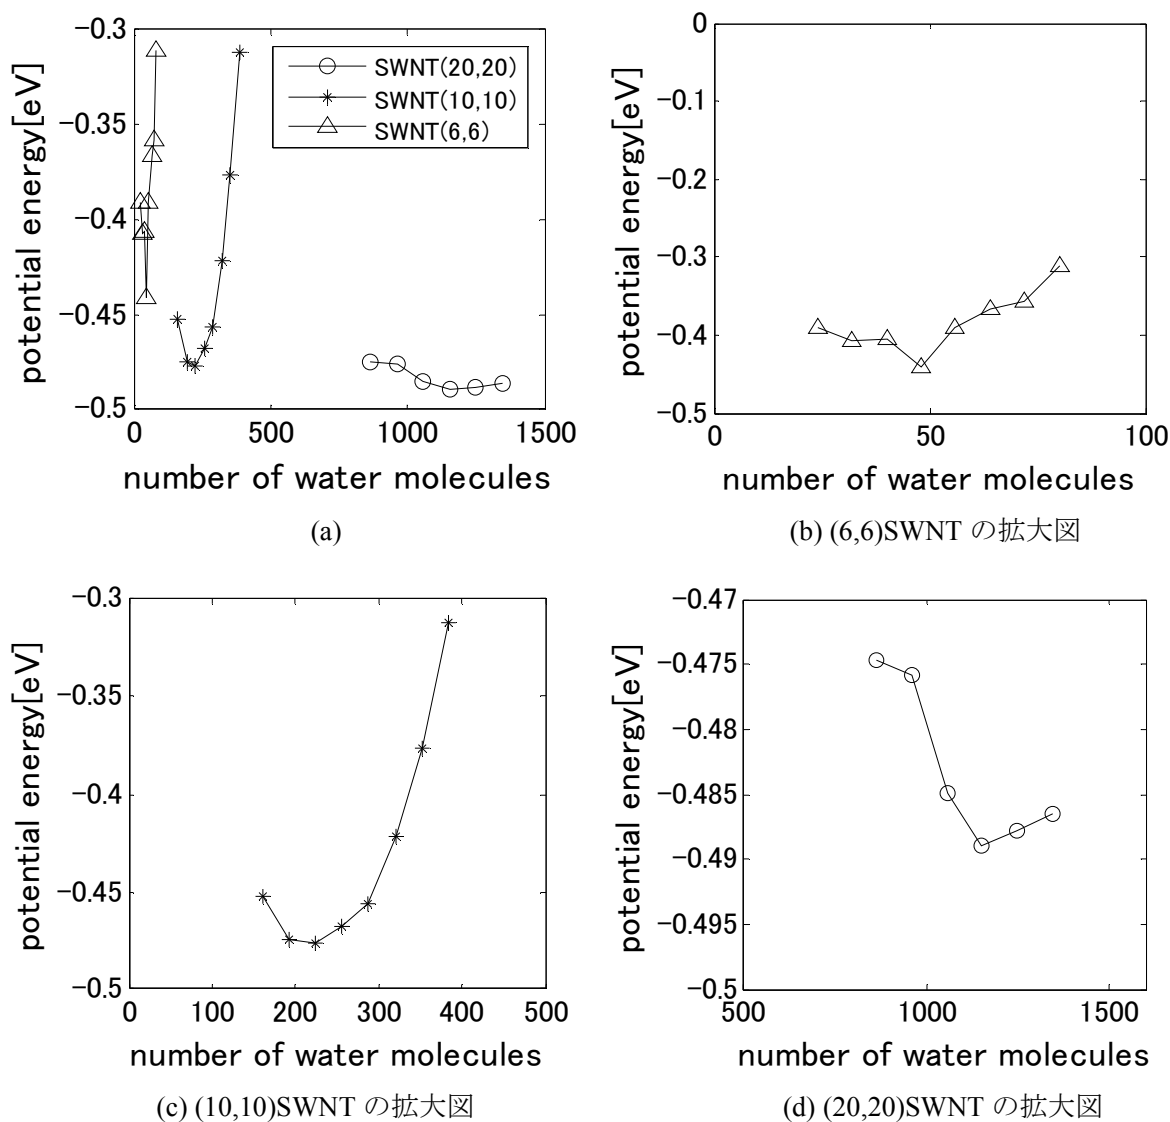 -0.3
-0.35
-0.4
-0.45
-0.5
0
500
1000
1500
potential energy[eV]
number of water molecules
SWNT(20,20)
SWNT(10,10)
SWNT(6,6)
(a)
0
-0.1
-0.2
-0.3
-0.4
-0.5
0
50
100
potential energy[eV]
number of water molecules
(b) (6,6)SWNT の拡大図
-0.3
-0.35
-0.4
-0.45
-0.5
0
100
200
300
400
500
potential energy[eV]
number of water molecules
(c) (10,10)SWNT の拡大図
-0.47
-0.475
-0.48
-0.485
-0.49
-0.495
-0.5
500
1000
1500
potential energy[eV]
number of water molecules
(d) (20,20)SWNT の拡大図